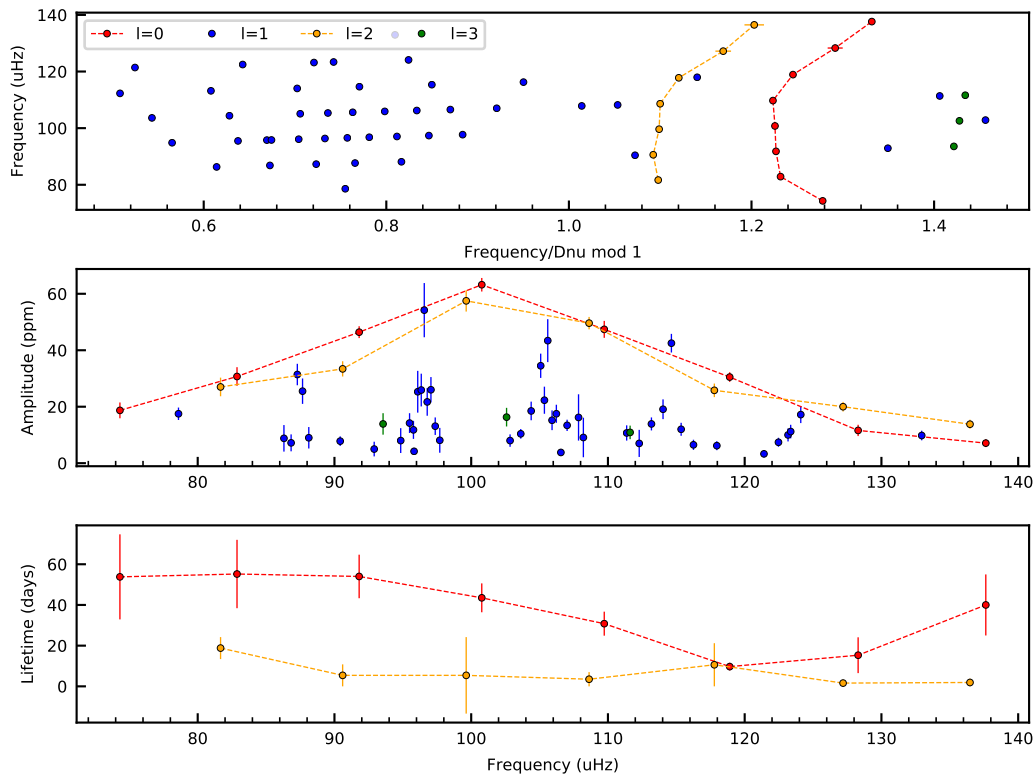 140
120
100
80
Frequency (uHz)
l=0 l=1 l=2 l=3
0.6 0.8 1.0 1.2 1.4
Frequency/Dnu mod 1
60
40
20
0
Amplitude (ppm)
80 90 100 110 120 130 140
60
40
20
0
Lifetime (days)
80 90 100 110 120 130 140
Frequency (uHz)